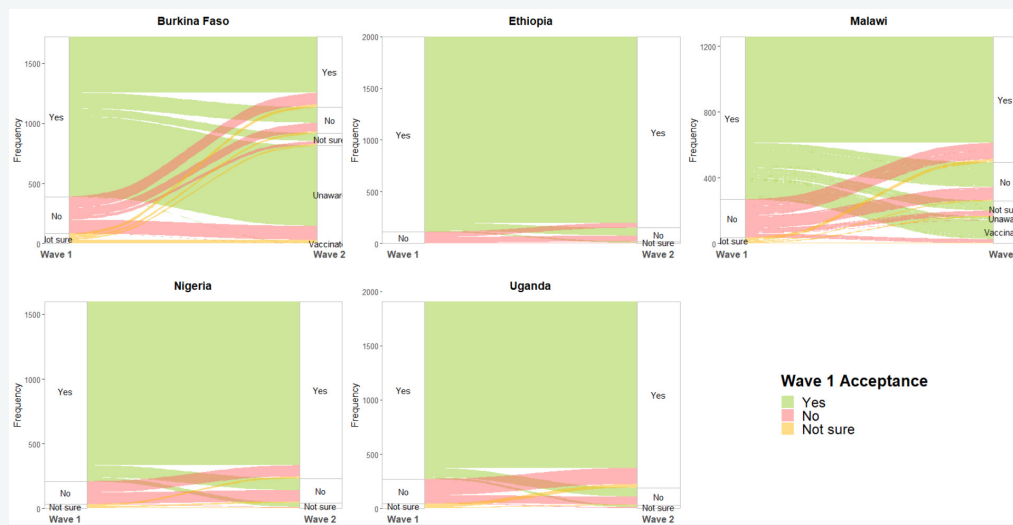 Burkina Faso
Frequency
1500
1000
500
0
Yes
No
Not sure
Yes
No
Not sure
Unaware
Vaccinat
Wave 1
Wave 2
Ethiopia
Frequency
2000
1500
1000
500
0
Yes
No
Yes
No
Not sure
Wave 1
Wave 2
Malawi
Frequency
1200
800
400
0
Yes
No
Not sure
Yes
No
Not su
Una
Vaccina
Wave 1
Wave
Nigeria
Frequency
1500
1000
500
0
Yes
No
Not sure
Yes
No
Not sure
Wave 1
Wave 2
Uganda
Frequency
2000
1500
1000
500
0
Yes
No
Not sure
Yes
No
Not sure
Wave 1
Wave 2
Wave 1 Acceptance
Yes
No
Not sure